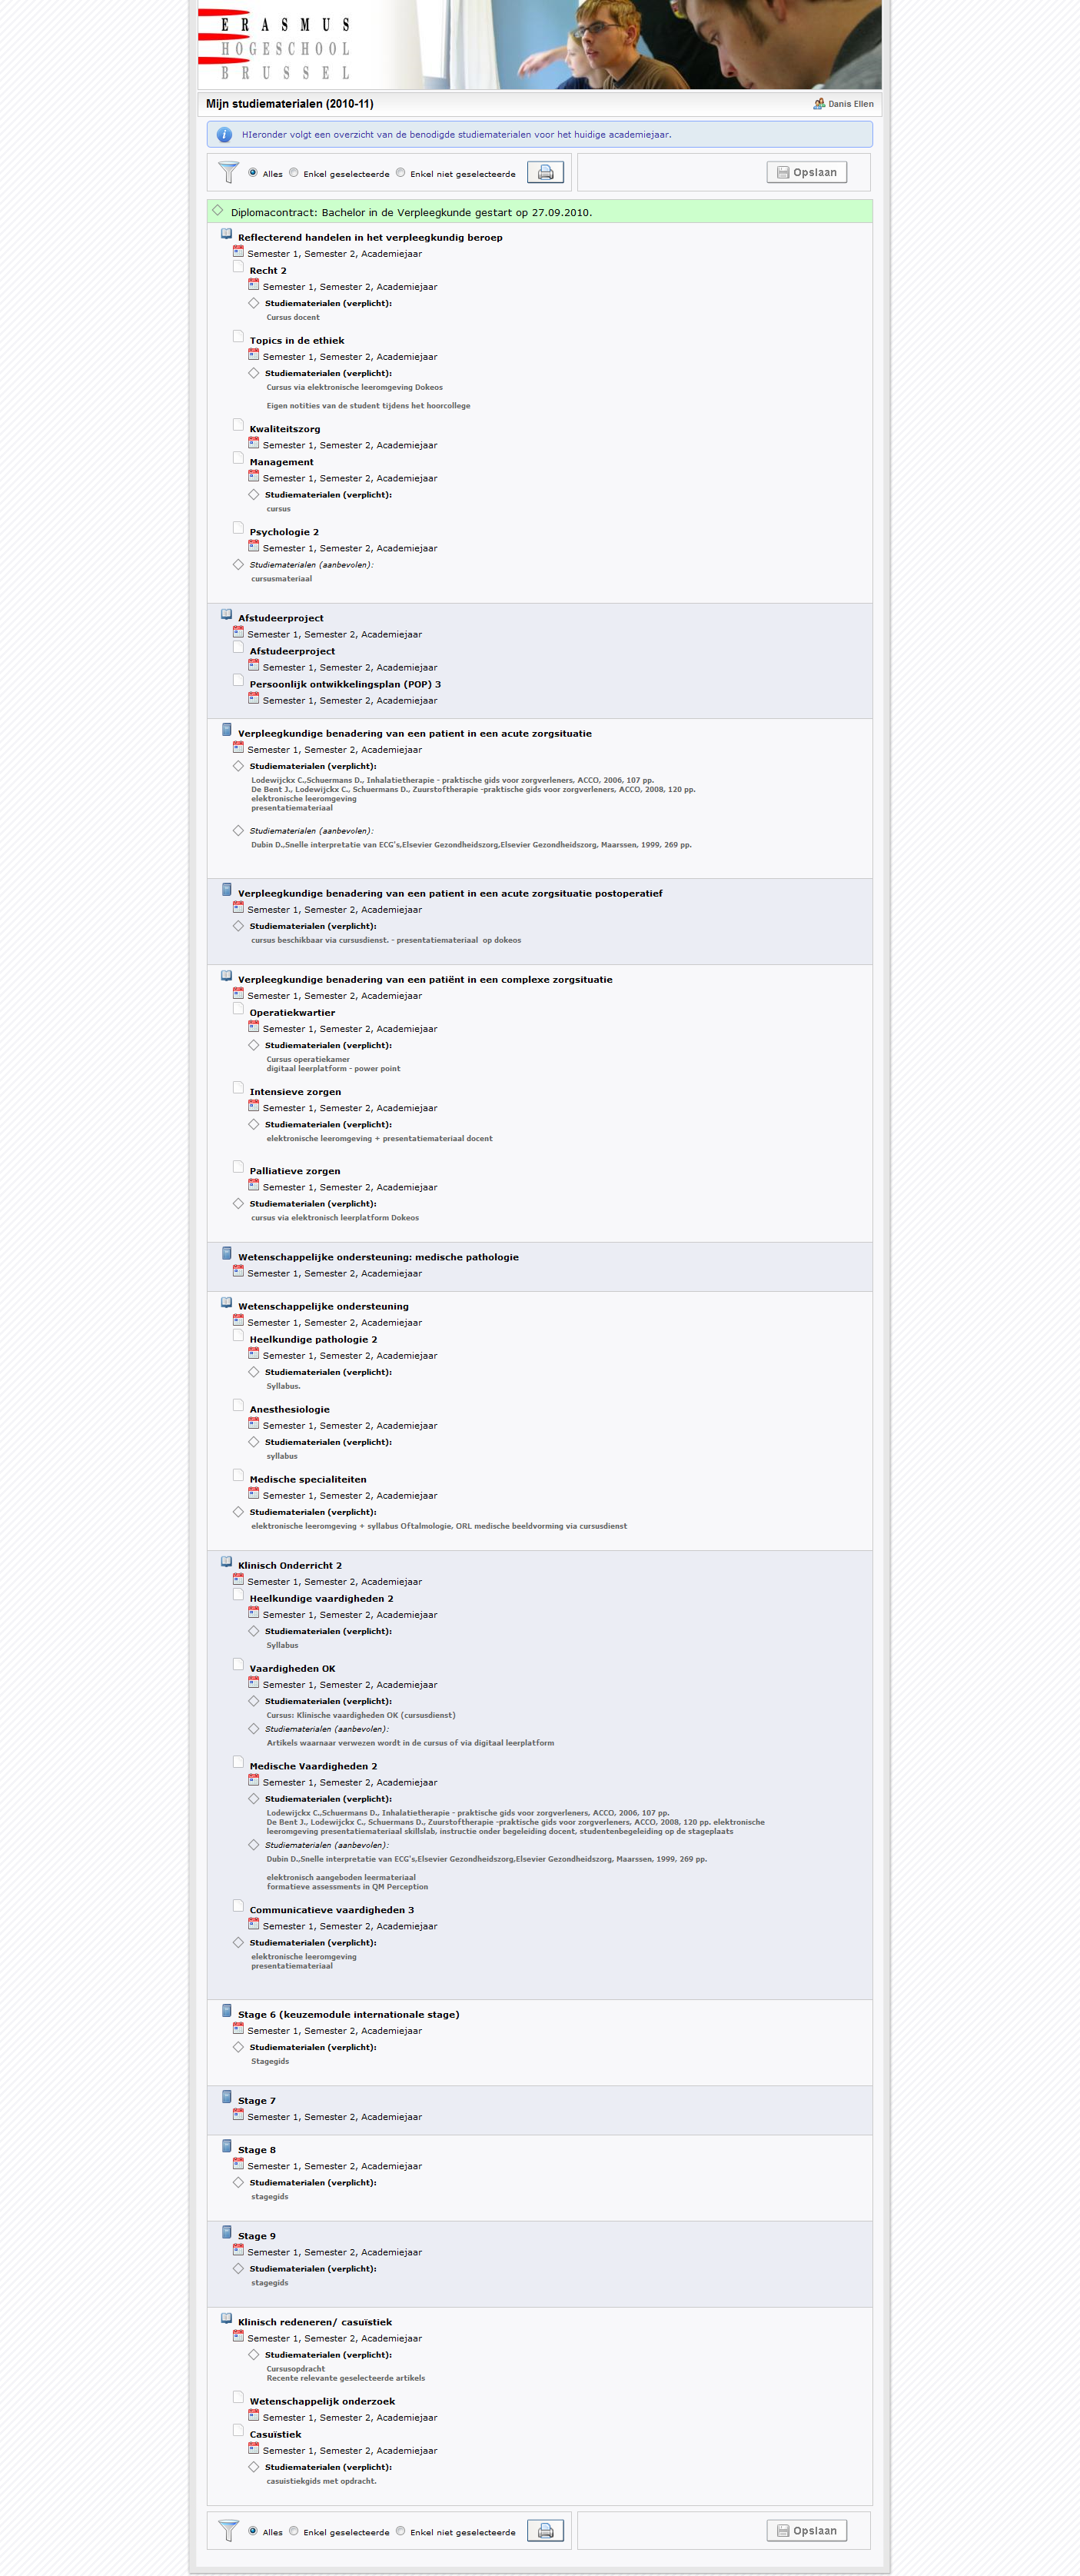 ERASMUS
HOGESCHOOL
BRUSSEL
Mijn studiematerialen (2010-11)
Danis Ellen
HIeronder volgt een overzicht van de benodigde studiematerialen voor het huidige academiejaar.
Alles Enkel geselecteerde Enkel niet geselecteerde
Opslaan
Diplomacontract: Bachelor in de Verpleegkunde gestart op 27.09.2010.
Reflecterend handelen in het verpleegkundig beroep
Semester 1, Semester 2, Academiejaar
Recht 2
Semester 1, Semester 2, Academiejaar
Studiematerialen (verplicht):
Cursus docent
Topics in de ethiek
Semester 1, Semester 2, Academiejaar
Studiematerialen (verplicht):
Cursus via elektronische leeromgeving Dokeos
Eigen notities van de student tijdens het hoorcollege
Kwaliteitszorg
Semester 1, Semester 2, Academiejaar
Management
Semester 1, Semester 2, Academiejaar
Studiematerialen (verplicht):
cursus
Psychologie 2
Semester 1, Semester 2, Academiejaar
Studiematerialen (aanbevolen):
cursusmateriaal
Afstudeerproject
Semester 1, Semester 2, Academiejaar
Afstudeerproject
Semester 1, Semester 2, Academiejaar
Persoonlijk ontwikkelingsplan (POP) 3
Semester 1, Semester 2, Academiejaar
Verpleegkundige benadering van een patient in een acute zorgsituatie
Semester 1, Semester 2, Academiejaar
Studiematerialen (verplicht):
Lodewijckx C.,Schuermans D., Inhalatietherapie - praktische gids voor zorgverleners, ACCO, 2006, 107 pp.
De Bent J., Lodewijckx C., Schuermans D., Zuurstoftherapie -praktische gids voor zorgverleners, ACCO, 2008, 120 pp.
elektronische leeromgeving
presentatiemateriaal
Studiematerialen (aanbevolen):
Dubin D.,Snelle interpretatie van ECG's,Elsevier Gezondheidszorg,Elsevier Gezondheidszorg, Maarssen, 1999, 269 pp.
Verpleegkundige benadering van een patient in een acute zorgsituatie postoperatief
Semester 1, Semester 2, Academiejaar
Studiematerialen (verplicht):
cursus beschikbaar via cursusdienst. - presentatiemateriaal  op dokeos
Verpleegkundige benadering van een patiënt in een complexe zorgsituatie
Semester 1, Semester 2, Academiejaar
Operatiekwartier
Semester 1, Semester 2, Academiejaar
Studiematerialen (verplicht):
Cursus operatiekamer
digitaal leerplatform - power point
Intensieve zorgen
Semester 1, Semester 2, Academiejaar
Studiematerialen (verplicht):
elektronische leeromgeving + presentatiemateriaal docent
Palliatieve zorgen
Semester 1, Semester 2, Academiejaar
Studiematerialen (verplicht):
cursus via elektronisch leerplatform Dokeos
Wetenschappelijke ondersteuning: medische pathologie
Semester 1, Semester 2, Academiejaar
Wetenschappelijke ondersteuning
Semester 1, Semester 2, Academiejaar
Heelkundige pathologie 2
Semester 1, Semester 2, Academiejaar
Studiematerialen (verplicht):
Syllabus.
Anesthesiologie
Semester 1, Semester 2, Academiejaar
Studiematerialen (verplicht):
syllabus
Medische specialiteiten
Semester 1, Semester 2, Academiejaar
Studiematerialen (verplicht):
elektronische leeromgeving + syllabus Oftalmologie, ORL medische beeldvorming via cursusdienst
Klinisch Onderricht 2
Semester 1, Semester 2, Academiejaar
Heelkundige vaardigheden 2
Semester 1, Semester 2, Academiejaar
Studiematerialen (verplicht):
Syllabus
Vaardigheden OK
Semester 1, Semester 2, Academiejaar
Studiematerialen (verplicht):
Cursus: Klinische vaardigheden OK (cursusdienst)
Studiematerialen (aanbevolen):
Artikels waarnaar verwezen wordt in de cursus of via digitaal leerplatform
Medische Vaardigheden 2
Semester 1, Semester 2, Academiejaar
Studiematerialen (verplicht):
Lodewijckx C.,Schuermans D., Inhalatietherapie - praktische gids voor zorgverleners, ACCO, 2006, 107 pp.
De Bent J., Lodewijckx C., Schuermans D., Zuurstoftherapie -praktische gids voor zorgverleners, ACCO, 2008, 120 pp. elektronische
leeromgeving presentatiemateriaal skillslab, instructie onder begeleiding docent, studentenbegeleiding op de stageplaats
Studiematerialen (aanbevolen):
Dubin D.,Snelle interpretatie van ECG's,Elsevier Gezondheidszorg,Elsevier Gezondheidszorg, Maarssen, 1999, 269 pp.
elektronisch aangeboden leermateriaal
formatieve assessments in QM Perception
Communicatieve vaardigheden 3
Semester 1, Semester 2, Academiejaar
Studiematerialen (verplicht):
elektronische leeromgeving
presentatiemateriaal
Stage 6 (keuzemodule internationale stage)
Semester 1, Semester 2, Academiejaar
Studiematerialen (verplicht):
Stagegids
Stage 7
Semester 1, Semester 2, Academiejaar
Stage 8
Semester 1, Semester 2, Academiejaar
Studiematerialen (verplicht):
stagegids
Stage 9
Semester 1, Semester 2, Academiejaar
Studiematerialen (verplicht):
stagegids
Klinisch redeneren/ casuïstiek
Semester 1, Semester 2, Academiejaar
Studiematerialen (verplicht):
Cursusopdracht
Recente relevante geselecteerde artikels
Wetenschappelijk onderzoek
Semester 1, Semester 2, Academiejaar
Casuïstiek
Semester 1, Semester 2, Academiejaar
Studiematerialen (verplicht):
casuistiekgids met opdracht.
Alles Enkel geselecteerde Enkel niet geselecteerde
Opslaan